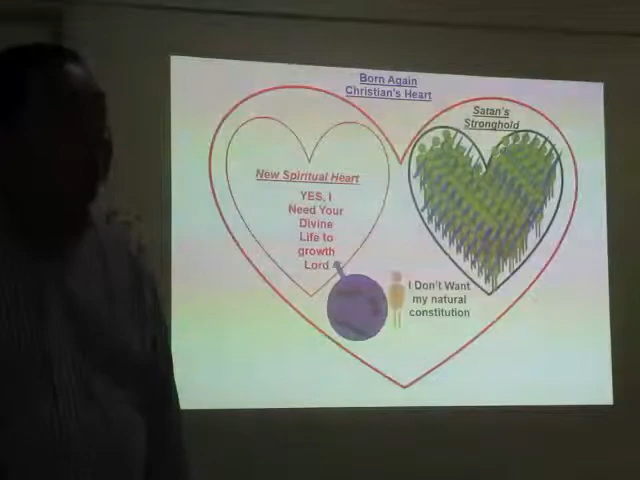 Born Again
Christian's Heart
Satan's
Stronghold
New Spiritual Heart
YES, I
Need Your
Divine
Life to
growth
Lord
I Don't Want
my natural
constitution